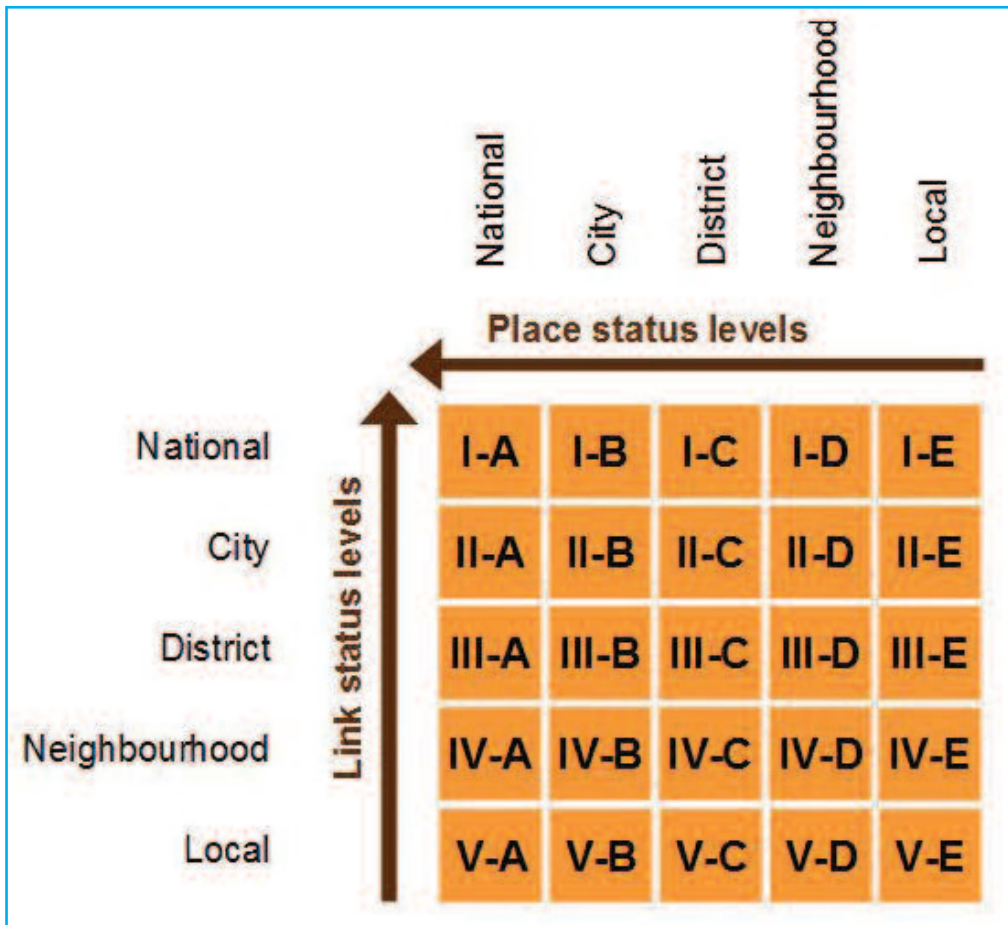 National
City
District
Neighbourhood
Local
Place status levels
Link status levels
National I-A I-B I-C I-D I-E
City II-A II-B II-C II-D II-E
District III-A III-B III-C III-D III-E
Neighbourhood IV-A IV-B IV-C IV-D IV-E
Local V-A V-B V-C V-D V-E